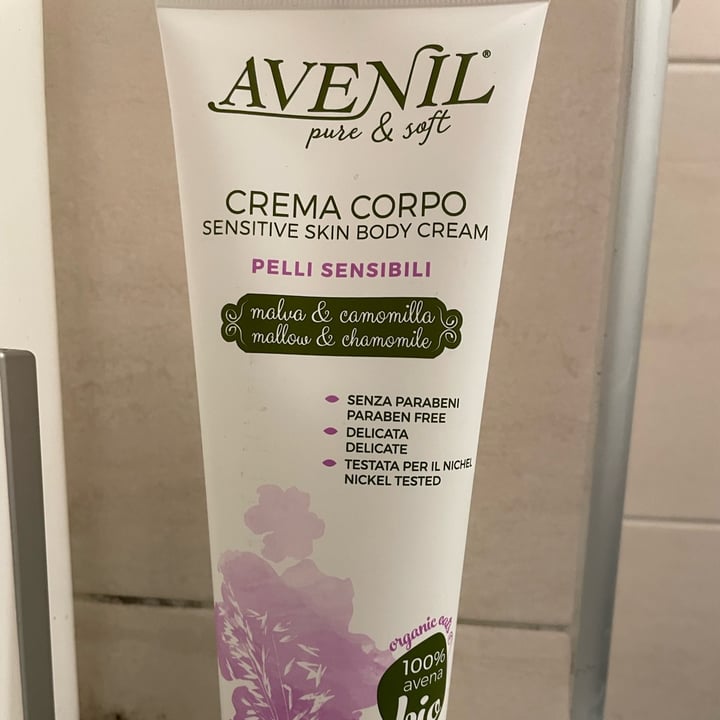 AVENIL®
pure & soft
CREMA CORPO
SENSITIVE SKIN BODY CREAM
PELLI SENSIBILI
malva & camomilla
mallow & chamomile
SENZA PARABENI
PARABEN FREE
DELICATA
DELICATE
TESTATA PER IL NICHEL
NICKEL TESTED
organic
100%
avena
bio